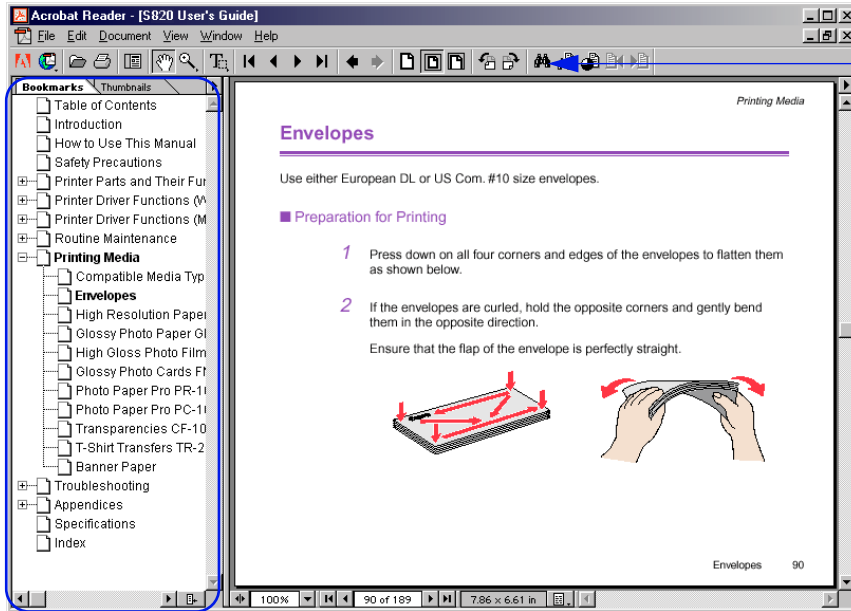 Acrobat Reader - [S820 User's Guide]
File Edit Document View Window Help
Bookmarks Thumbnails
Table of Contents
Introduction
How to Use This Manual
Safety Precautions
Printer Parts and Their Fur
Printer Driver Functions (W
Printer Driver Functions (M
Routine Maintenance
Printing Media
Compatible Media Typ
Envelopes
High Resolution Paper
Glossy Photo Paper Gl
High Gloss Photo Film
Glossy Photo Cards F
Photo Paper Pro PR-1
Photo Paper Pro PC-1
Transparencies CF-10
T-Shirt Transfers TR-2
Banner Paper
Troubleshooting
Appendices
Specifications
Index
Printing Media
Envelopes
Use either European DL or US Com. #10 size envelopes.
Preparation for Printing
1 Press down on all four corners and edges of the envelopes to flatten them
as shown below.
2 If the envelopes are curled, hold the opposite corners and gently bend
them in the opposite direction.
Ensure that the flap of the envelope is perfectly straight.
Envelopes 90
100% 90 of 189 7.86 x 6.61 in